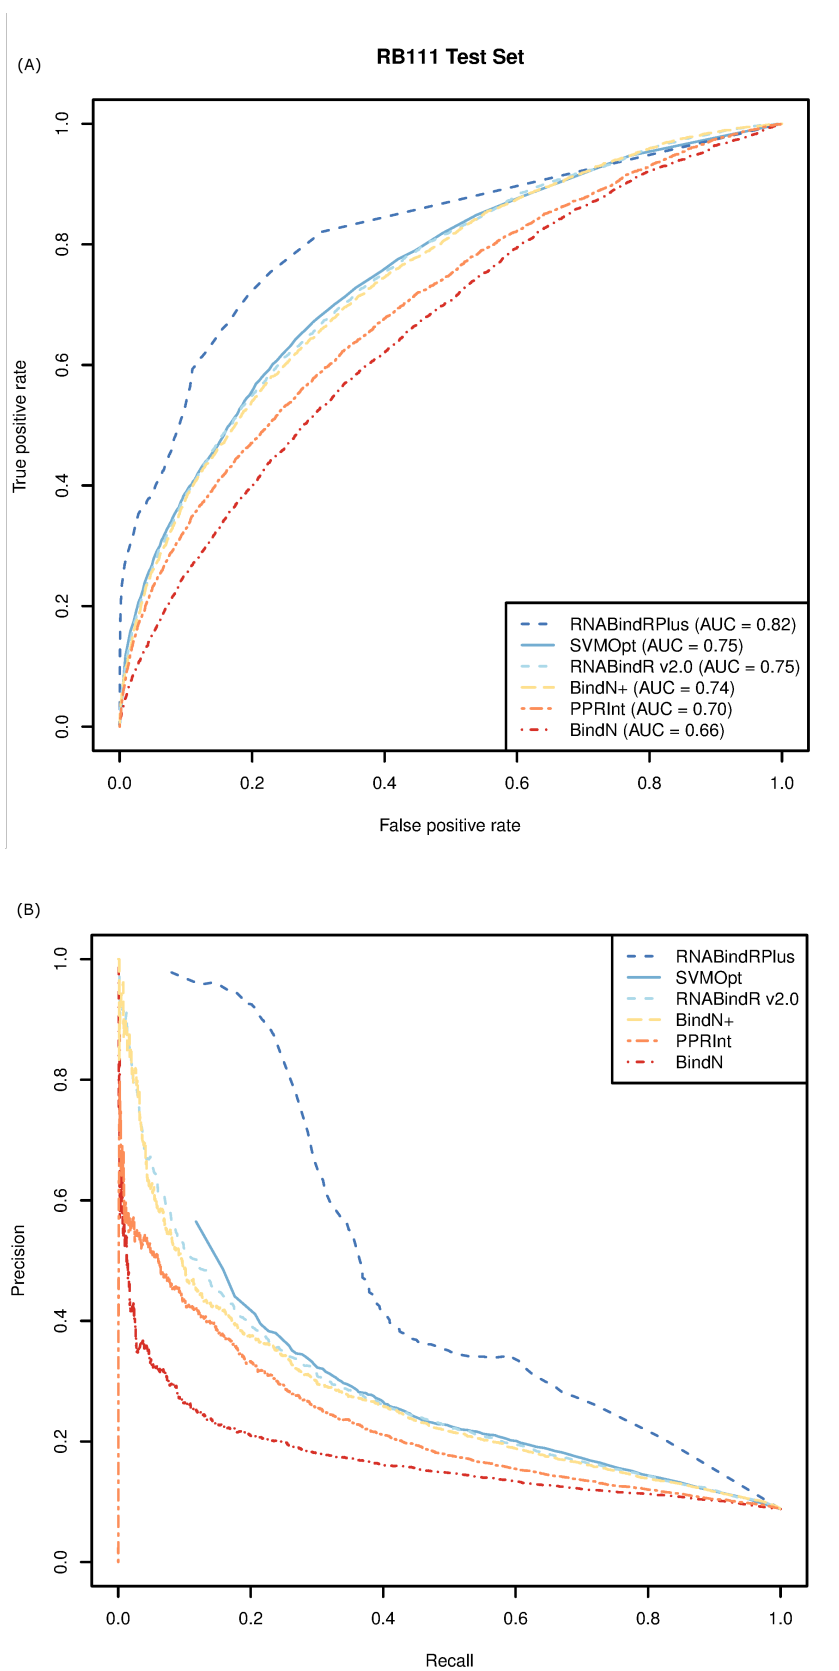 (A)
RB111 Test Set
1.0
0.8
0.6
0.4
0.2
0.0
True positive rate
RNABindRPlus (AUC = 0.82)
SVMOpt (AUC = 0.75)
RNABindR v2.0 (AUC = 0.75)
BindN+ (AUC = 0.74)
PPRInt (AUC = 0.70)
BindN (AUC = 0.66)
0.0 0.2 0.4 0.6 0.8 1.0
False positive rate
(B)
1.0
0.8
0.6
0.4
0.2
0.0
Precision
RNABindRPlus
SVMOpt
RNABindR v2.0
BindN+
PPRInt
BindN
0.0 0.2 0.4 0.6 0.8 1.0
Recall